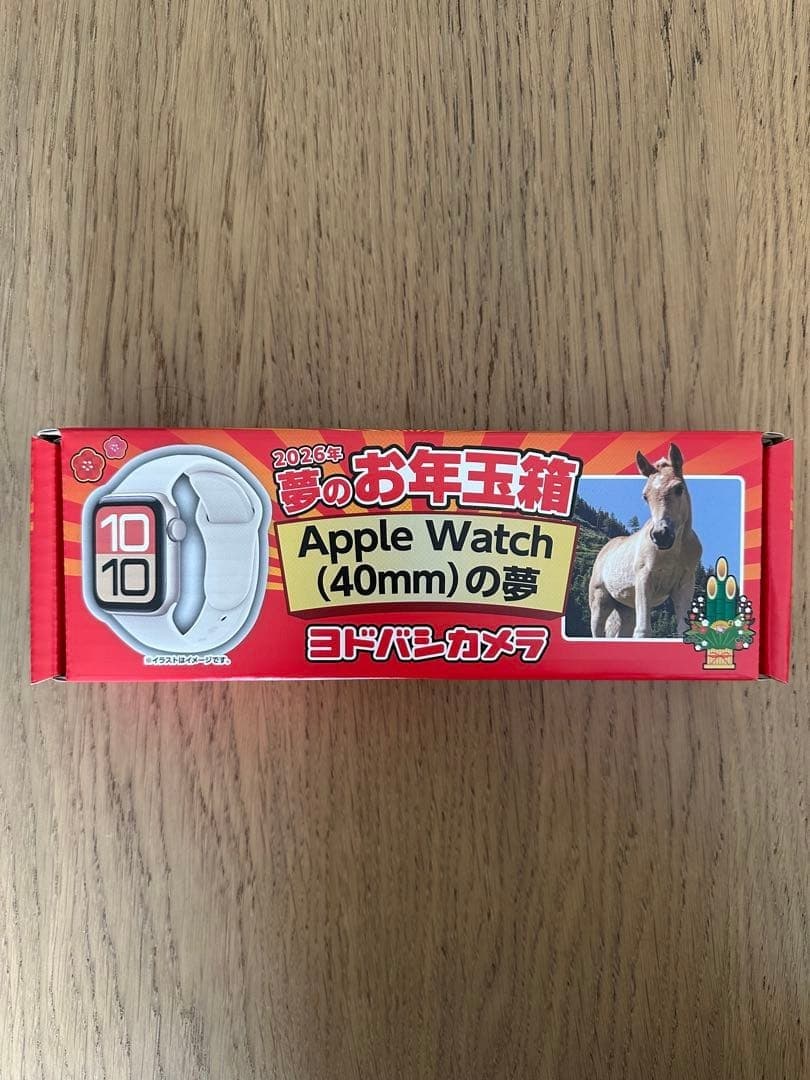 2026年
夢のお年玉箱
Apple Watch
(40mm)の夢
ヨドバシカメラ
10
10
※イラストはイメージです。